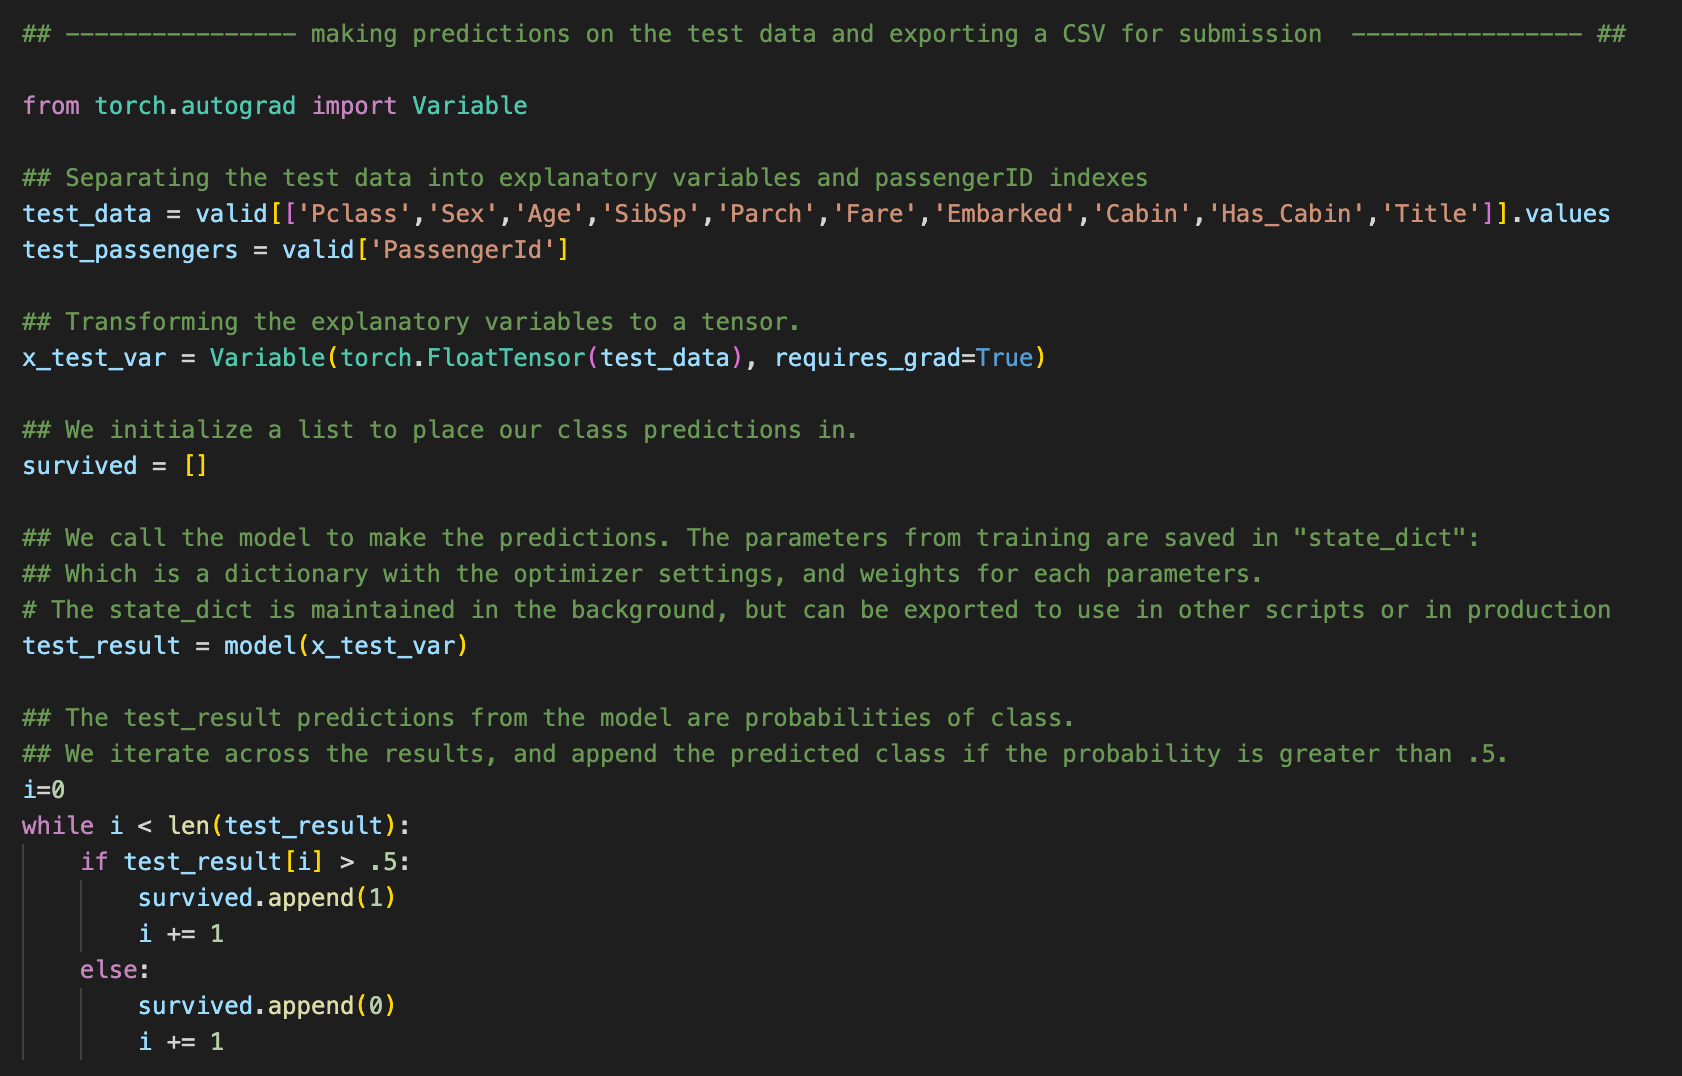 ## ---------------- making predictions on the test data and exporting a CSV for submission  ---------------- ##
from torch.autograd import Variable
## Separating the test data into explanatory variables and passengerID indexes
test_data = valid[['Pclass','Sex','Age','SibSp','Parch','Fare','Embarked','Cabin','Has_Cabin','Title']].values
test_passengers = valid['PassengerId']
## Transforming the explanatory variables to a tensor.
x_test_var = Variable(torch.FloatTensor(test_data), requires_grad=True)
## We initialize a list to place our class predictions in.
survived = []
## We call the model to make the predictions. The parameters from training are saved in "state_dict":
## Which is a dictionary with the optimizer settings, and weights for each parameters.
# The state_dict is maintained in the background, but can be exported to use in other scripts or in production
test_result = model(x_test_var)
## The test_result predictions from the model are probabilities of class.
## We iterate across the results, and append the predicted class if the probability is greater than .5.
i=0
while i < len(test_result):
    if test_result[i] > .5:
        survived.append(1)
        i += 1
    else:
        survived.append(0)
        i += 1